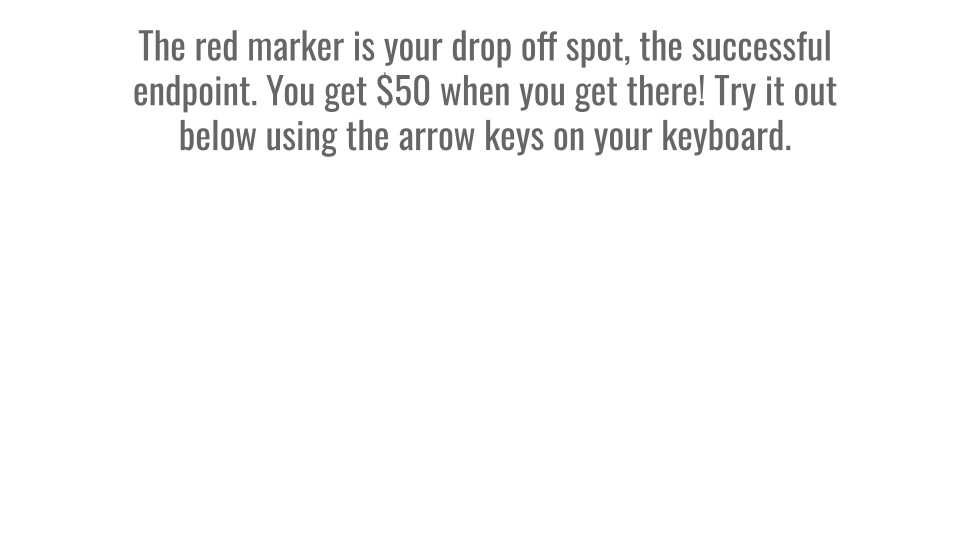 The red marker is your drop off spot, the successful
endpoint. You get $50 when you get there! Try it out
below using the arrow keys on your keyboard.